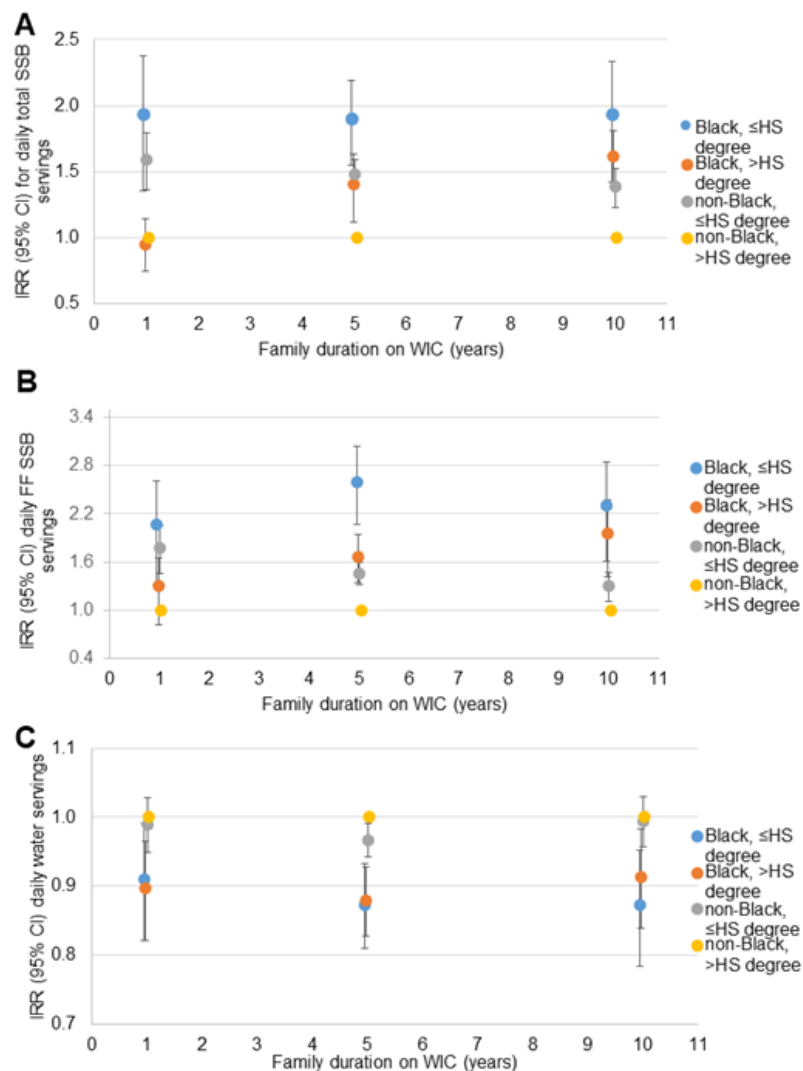 A
IRR (95% CI) for daily total SSB
servings
2.5
2.0
1.5
1.0
0.5
0 1 2 3 4 5 6 7 8 9 10 11
Family duration on WIC (years)
Black, ≤HS
degree
Black, >HS
degree
non-Black,
≤HS degree
non-Black,
>HS degree
B
IRR (95% CI) daily FF SSB
servings
3.4
2.8
2.2
1.6
1.0
0.4
0 1 2 3 4 5 6 7 8 9 10 11
Family duration on WIC (years)
Black, ≤HS
degree
Black, >HS
degree
non-Black,
≤HS degree
non-Black,
>HS degree
C
IRR (95% CI) daily water servings
1.1
1.0
0.9
0.8
0.7
0 1 2 3 4 5 6 7 8 9 10 11
Family duration on WIC (years)
Black, ≤HS
degree
Black, >HS
degree
non-Black,
≤HS degree
non-Black,
>HS degree